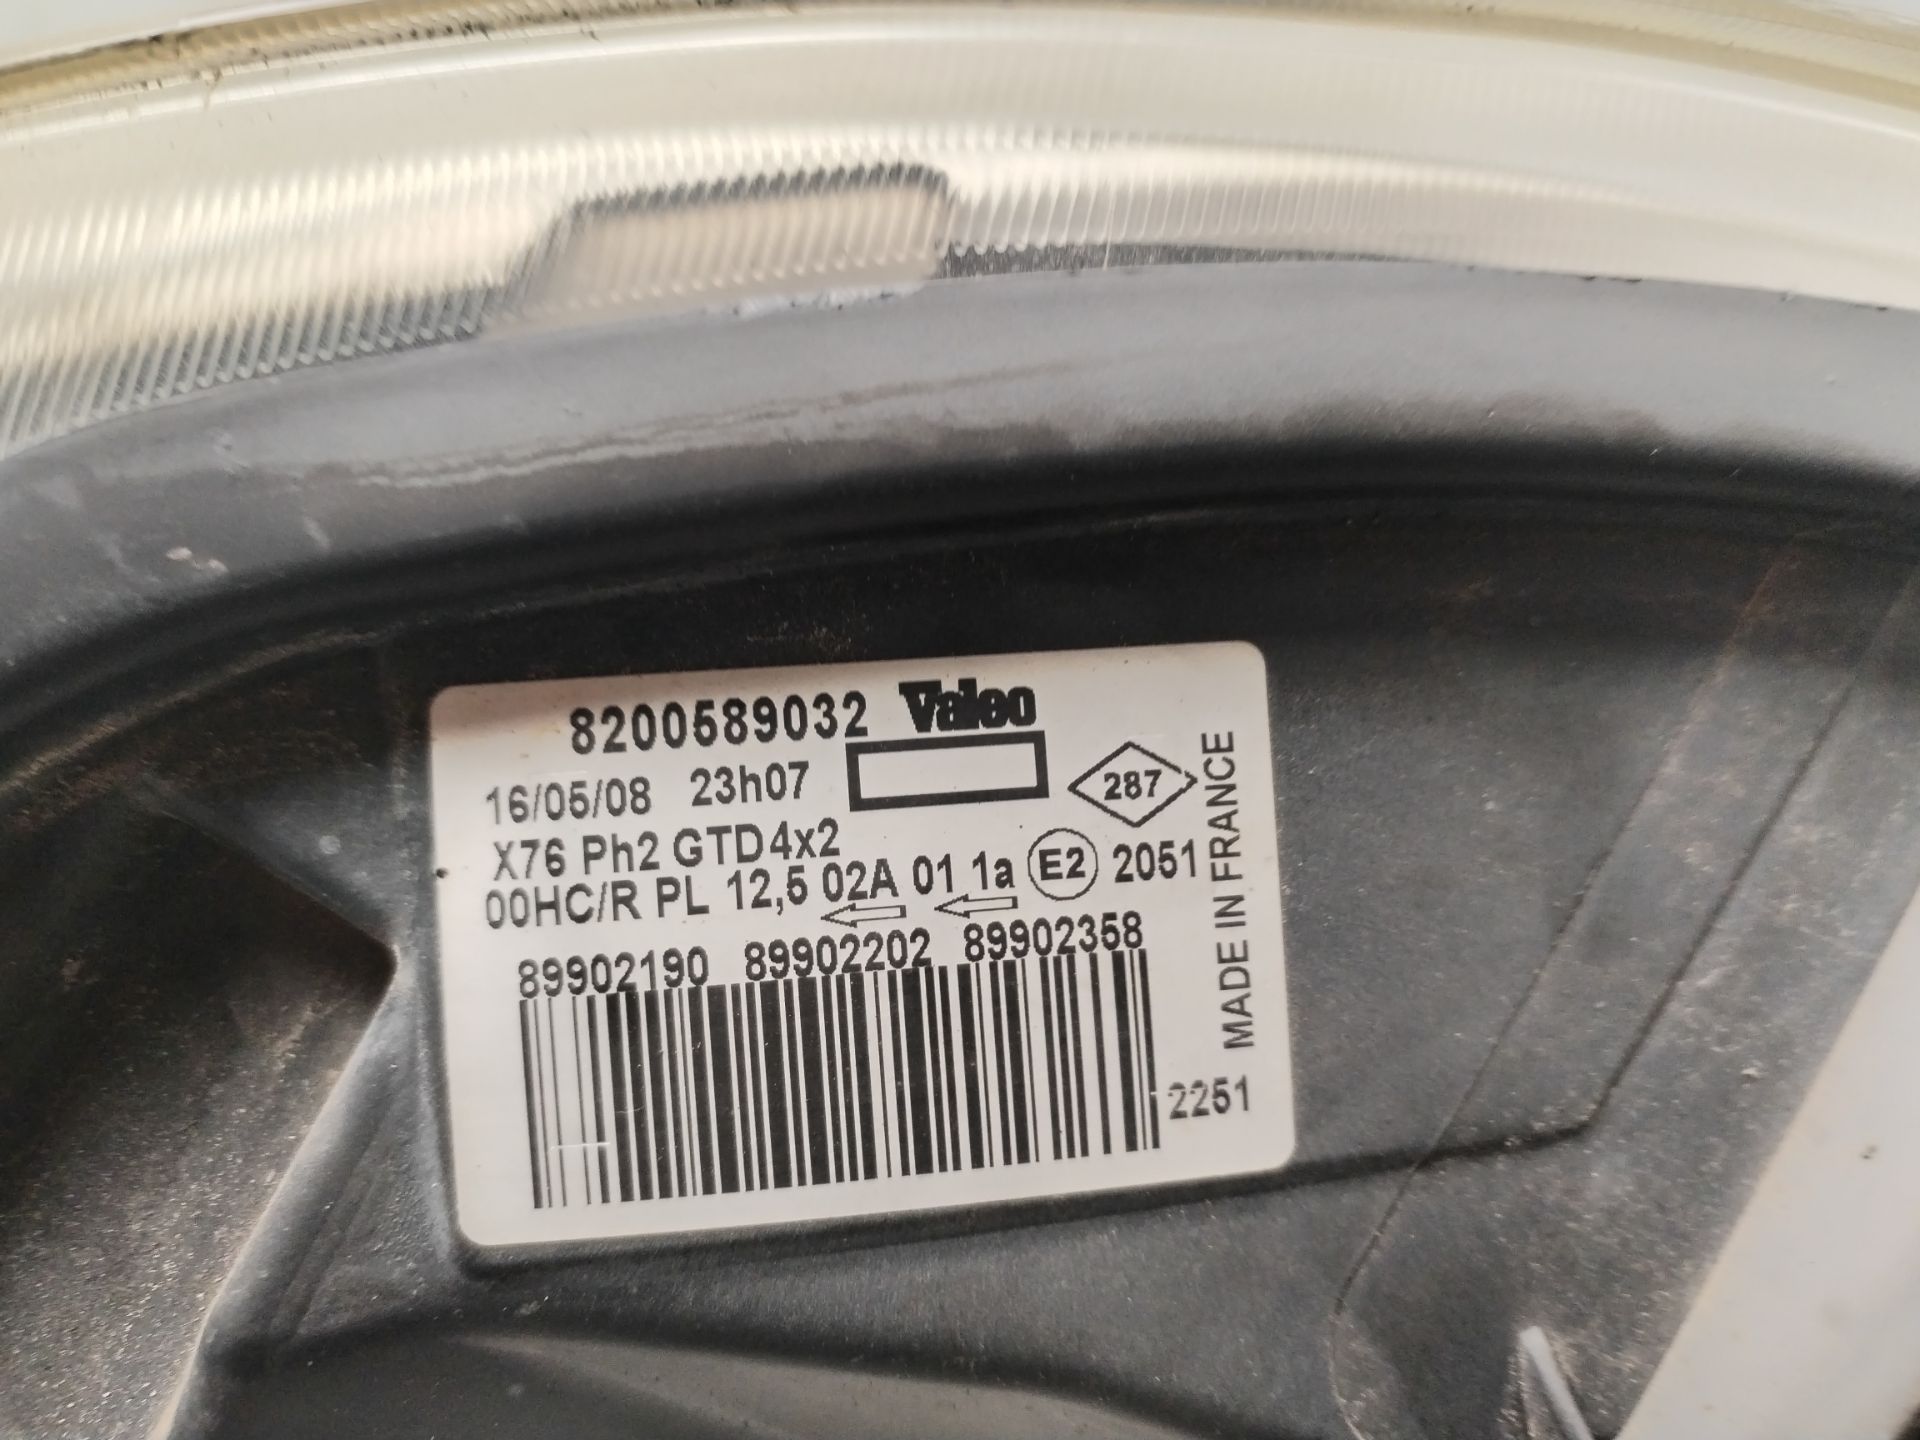 8200589032 Valeo
16/05/08 23h07
287
X76 Ph2 GTD4x2
00HC/R PL 12,5 02A 01 1a E2 2051
89902190 89902202 89902358
2251
MADE IN FRANCE